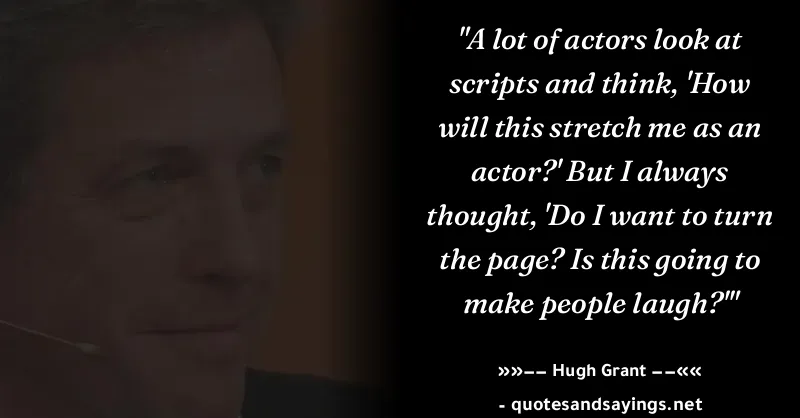 "A lot of actors look at
scripts and think, 'How
will this stretch me as an
actor?' But I always
thought, 'Do I want to turn
the page? Is this going to
make people laugh?'"
»»−− Hugh Grant −−««
- quotesandsayings.net